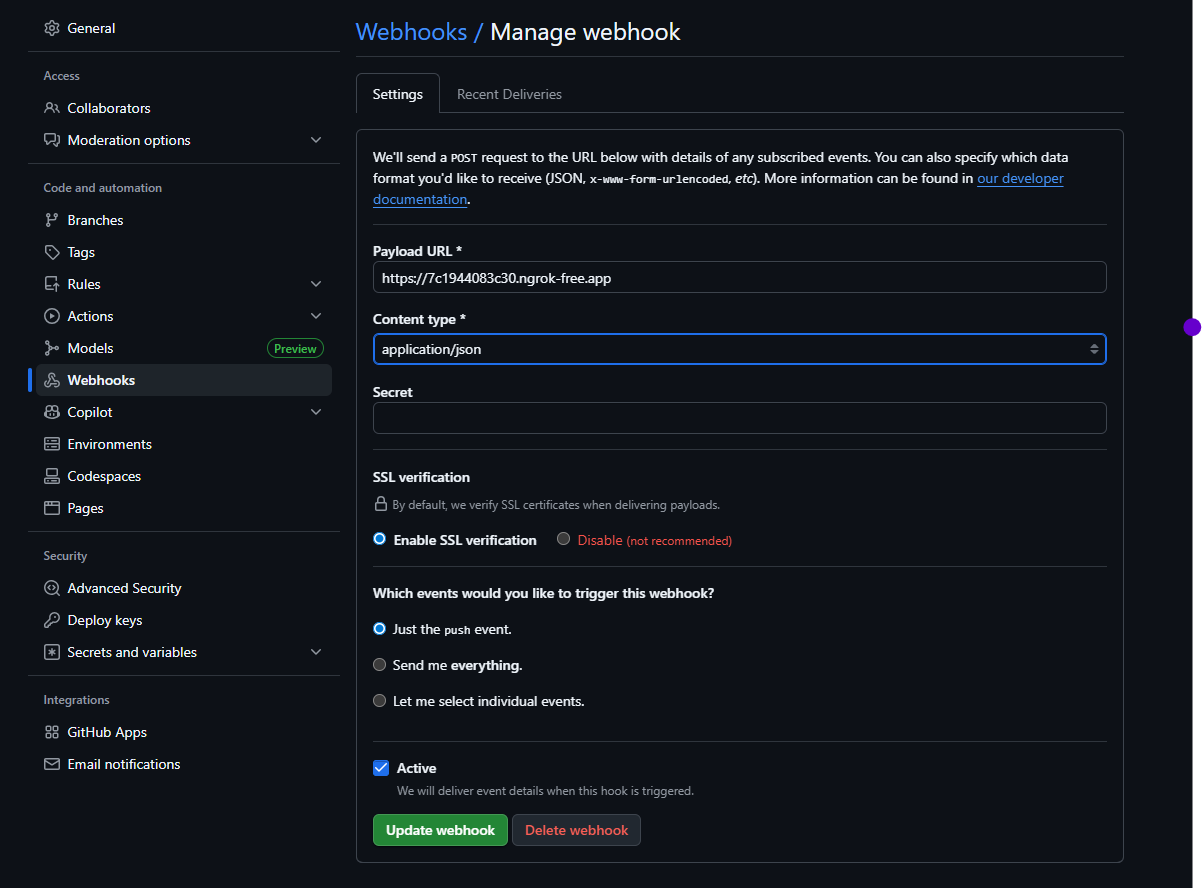 General
Access
Collaborators
Moderation options
Code and automation
Branches
Tags
Rules
Actions
Models
Preview
Webhooks
Copilot
Environments
Codespaces
Pages
Security
Advanced Security
Deploy keys
Secrets and variables
Integrations
GitHub Apps
Email notifications
Webhooks / Manage webhook
Settings
Recent Deliveries
We'll send a POST request to the URL below with details of any subscribed events. You can also specify which data
format you'd like to receive (JSON, x-www-form-urlencoded, etc). More information can be found in our developer
documentation.
Payload URL *
https://7c1944083c30.ngrok-free.app
Content type *
application/json
Secret
SSL verification
By default, we verify SSL certificates when delivering payloads.
Enable SSL verification
Disable (not recommended)
Which events would you like to trigger this webhook?
Just the push event.
Send me everything.
Let me select individual events.
Active
We will deliver event details when this hook is triggered.
Update webhook
Delete webhook